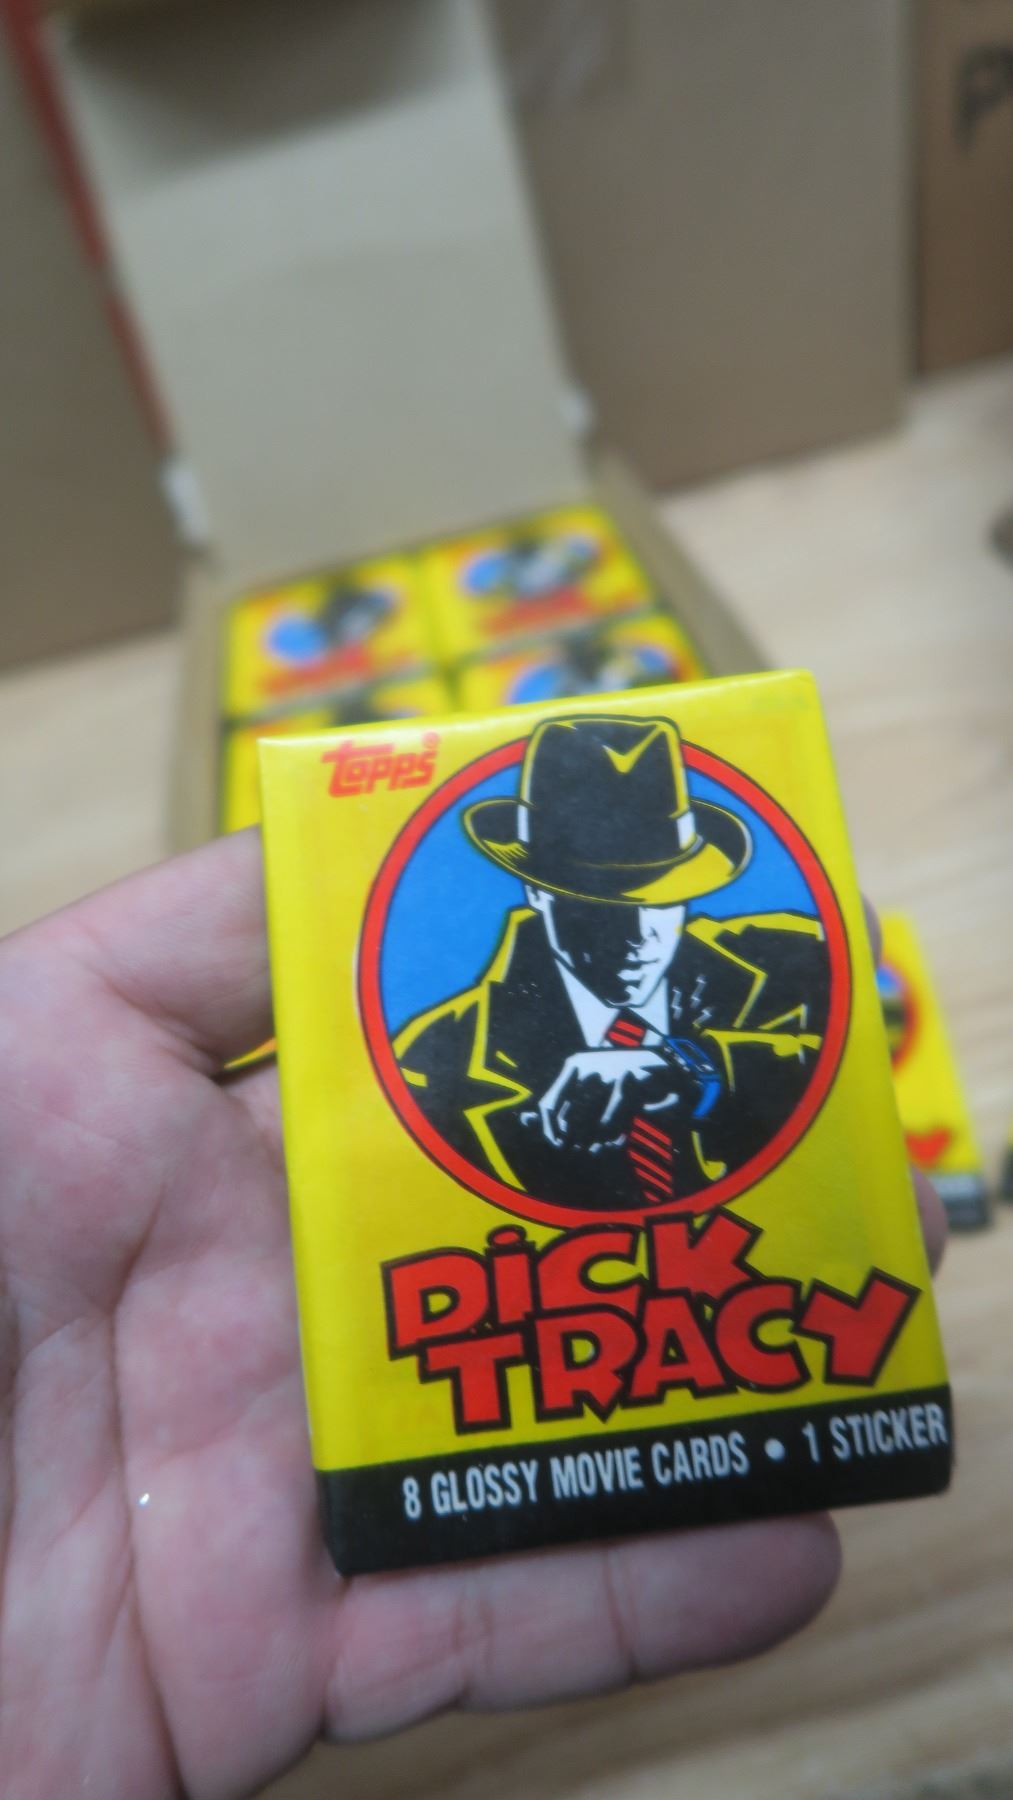 Topps®
DiCK
TRACY
8 GLOSSY MOVIE CARDS • 1 STICKER